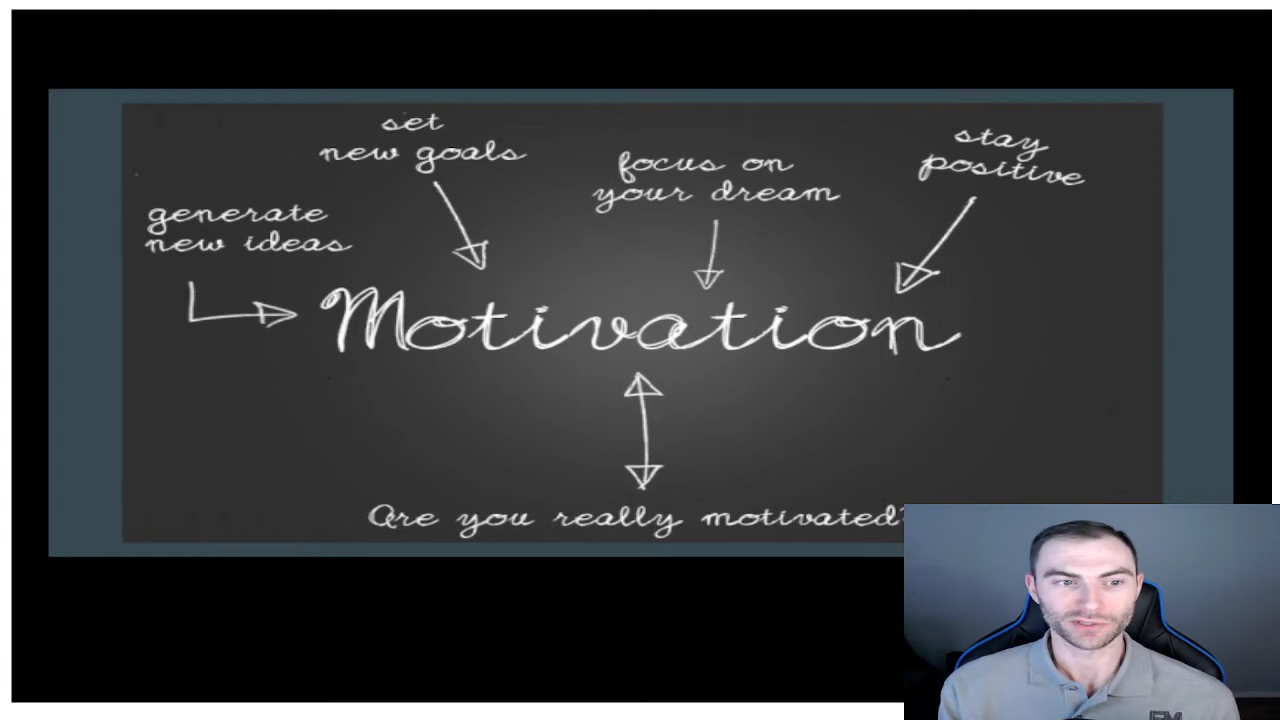 set
new goals
focus on
your dream
stay
positive
generate
new ideas
Motivation
Are you really motivated?